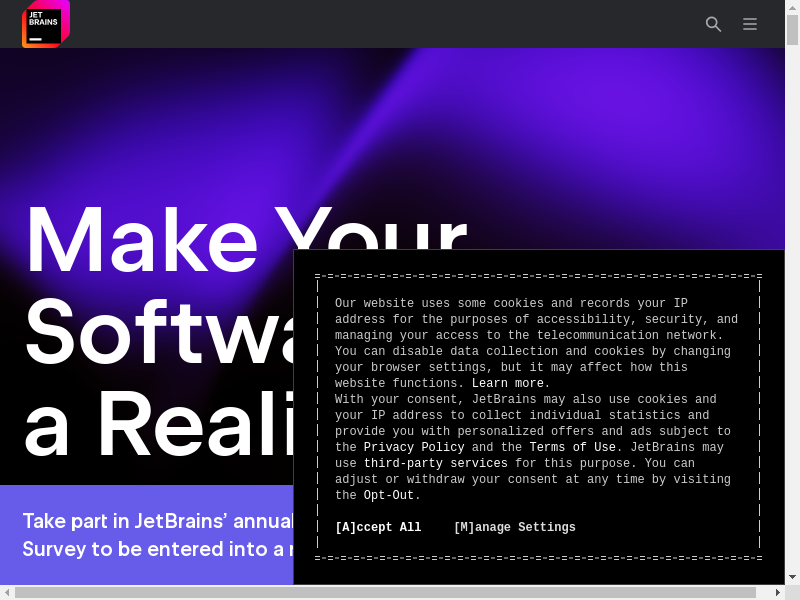 JET
BRAINS
Make Your
Softwa
a Reali
Take part in JetBrains’ annual
Survey to be entered into a
Our website uses some cookies and records your IP
address for the purposes of accessibility, security, and
managing your access to the telecommunication network.
You can disable data collection and cookies by changing
your browser settings, but it may affect how this
website functions. Learn more.
With your consent, JetBrains may also use cookies and
your IP address to collect individual statistics and
provide you with personalized offers and ads subject to
the Privacy Policy and the Terms of Use. JetBrains may
use third-party services for this purpose. You can
adjust or withdraw your consent at any time by visiting
the Opt-Out.
[A]ccept All [M]anage Settings